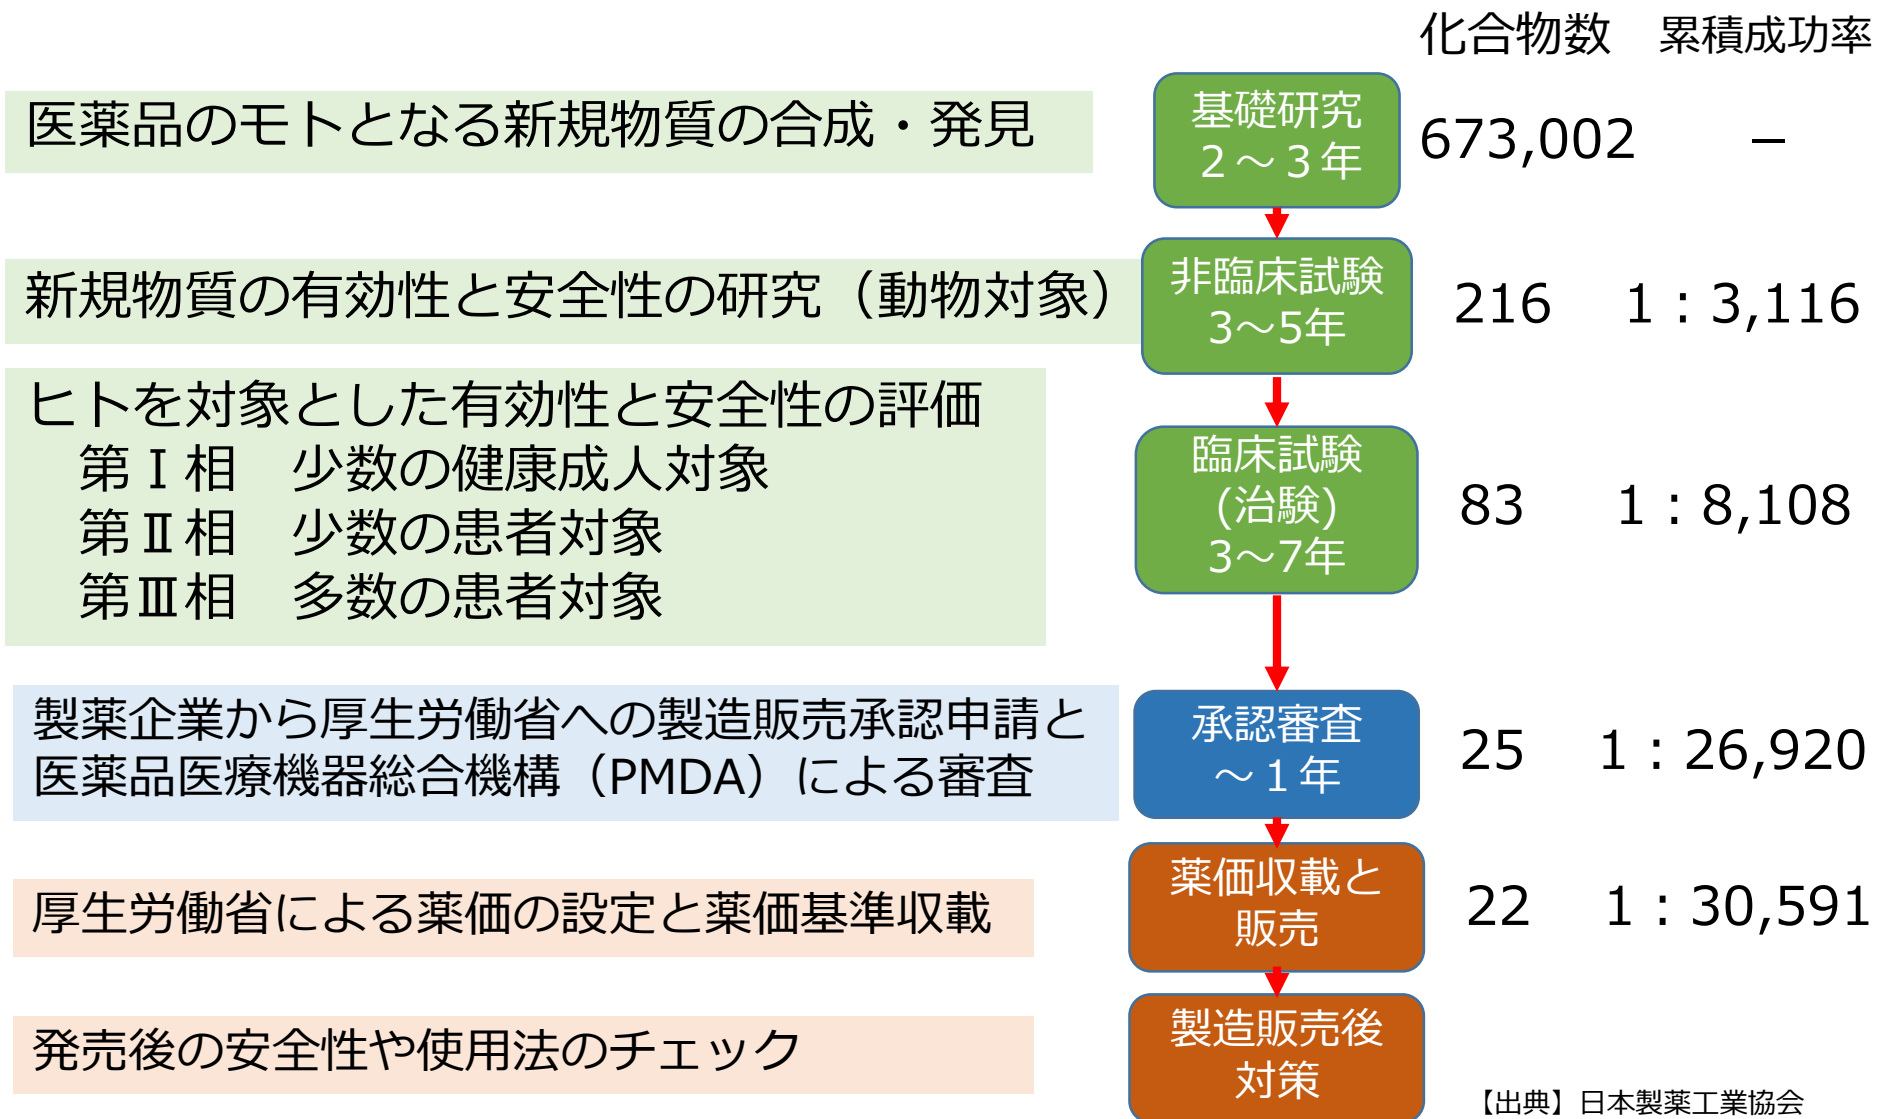 化合物数 累積成功率
医薬品のモトとなる新規物質の合成・発見
基礎研究
２～３年
673,002 －
新規物質の有効性と安全性の研究（動物対象）
非臨床試験
3～5年
216 1：3,116
ヒトを対象とした有効性と安全性の評価
第Ⅰ相 少数の健康成人対象
第Ⅱ相 少数の患者対象
第Ⅲ相 多数の患者対象
臨床試験
(治験)
3～7年
83 1：8,108
製薬企業から厚生労働省への製造販売承認申請と
医薬品医療機器総合機構（PMDA）による審査
承認審査
～１年
25 1：26,920
厚生労働省による薬価の設定と薬価基準収載
薬価収載と
販売
22 1：30,591
発売後の安全性や使用法のチェック
製造販売後
対策
【出典】日本製薬工業協会